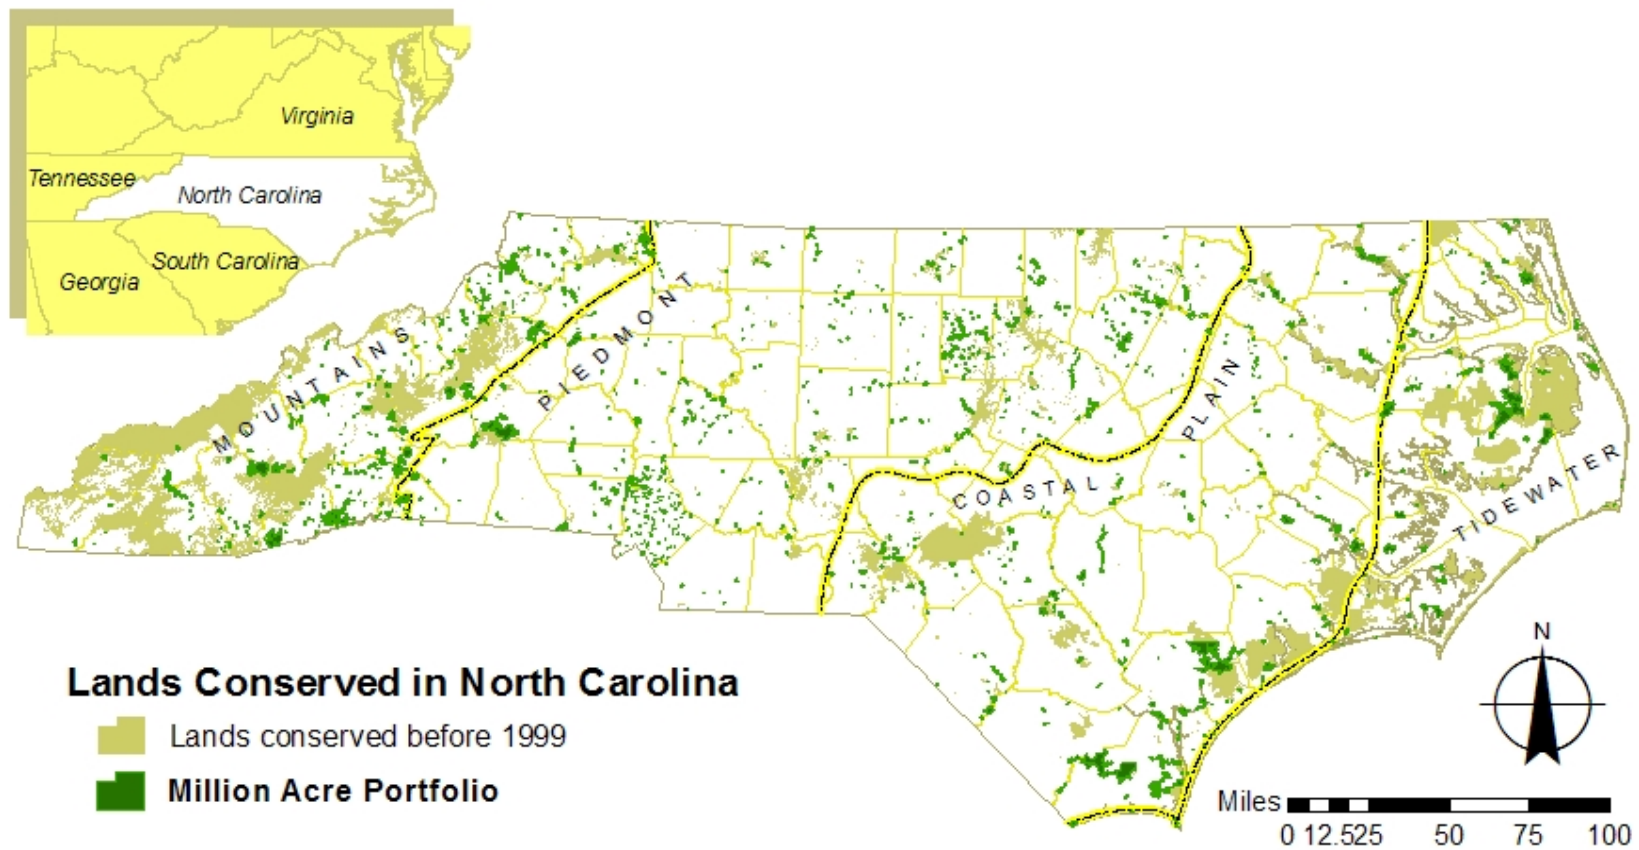 Virginia
Tennessee
North Carolina
South Carolina
Georgia
MOUNTAINS
PIEDMONT
COASTAL
PLAIN
TIDEWATER
Lands Conserved in North Carolina
Lands conserved before 1999
Million Acre Portfolio
N
Miles
0 12.525 50 75 100